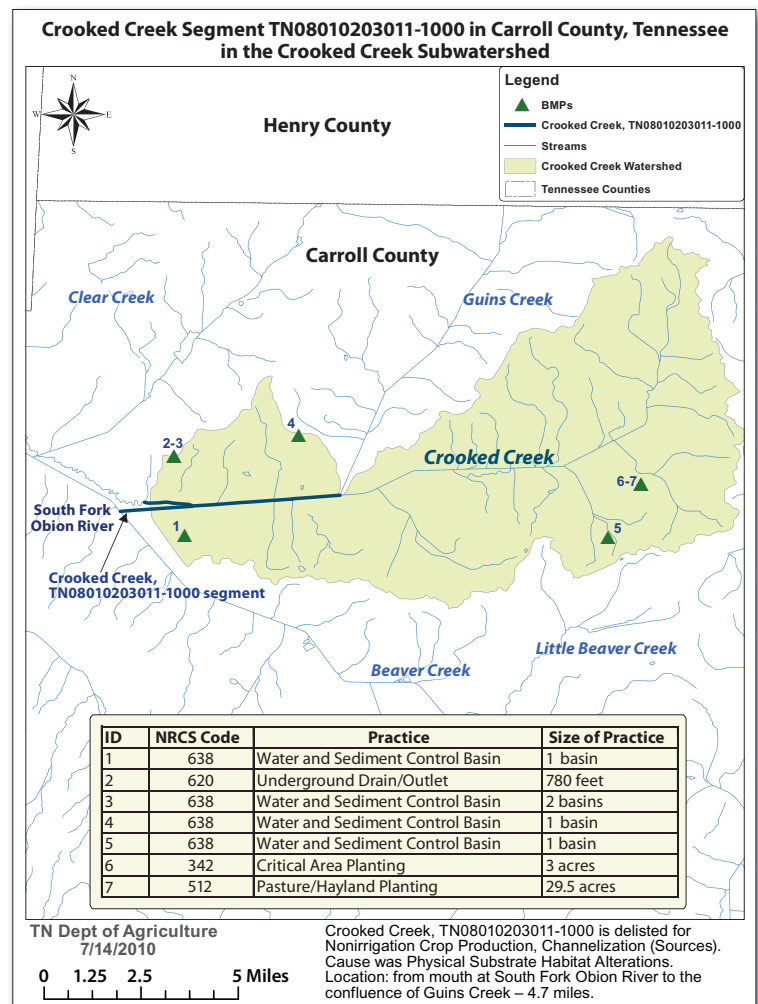 Crooked Creek Segment TN08010203011-1000 in Carroll County, Tennessee
in the Crooked Creek Subwatershed
N
W
E
S
Legend
BMPs
Crooked Creek, TN08010203011-1000
Streams
Crooked Creek Watershed
Tennessee Counties
Henry County
Carroll County
Clear Creek
Guins Creek
4
2-3
Crooked Creek
6-7
South Fork
Obion River
1
5
Crooked Creek,
TN08010203011-1000 segment
Little Beaver Creek
Beaver Creek
ID NRCS Code Practice Size of Practice
1 638 Water and Sediment Control Basin 1 basin
2 620 Underground Drain/Outlet 780 feet
3 638 Water and Sediment Control Basin 2 basins
4 638 Water and Sediment Control Basin 1 basin
5 638 Water and Sediment Control Basin 1 basin
6 342 Critical Area Planting 3 acres
7 512 Pasture/Hayland Planting 29.5 acres
TN Dept of Agriculture
7/14/2010
0 1.25 2.5 5 Miles
Crooked Creek, TN08010203011-1000 is delisted for
Nonirrigation Crop Production, Channelization (Sources).
Cause was Physical Substrate Habitat Alterations.
Location: from mouth at South Fork Obion River to the
confluence of Guins Creek – 4.7 miles.